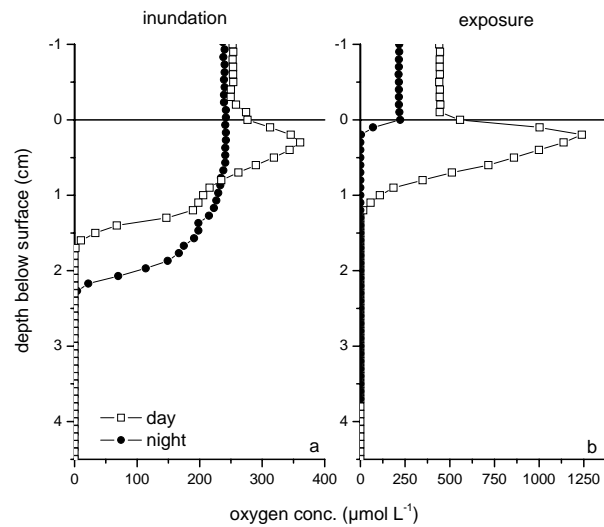 inundation
exposure
-1
0
1
2
3
4
depth below surface (cm)
day
night
a
0
100
200
300
400
-1
0
1
2
3
4
b
0
250
500
750
1000
1250
oxygen conc. (µmol L-1)